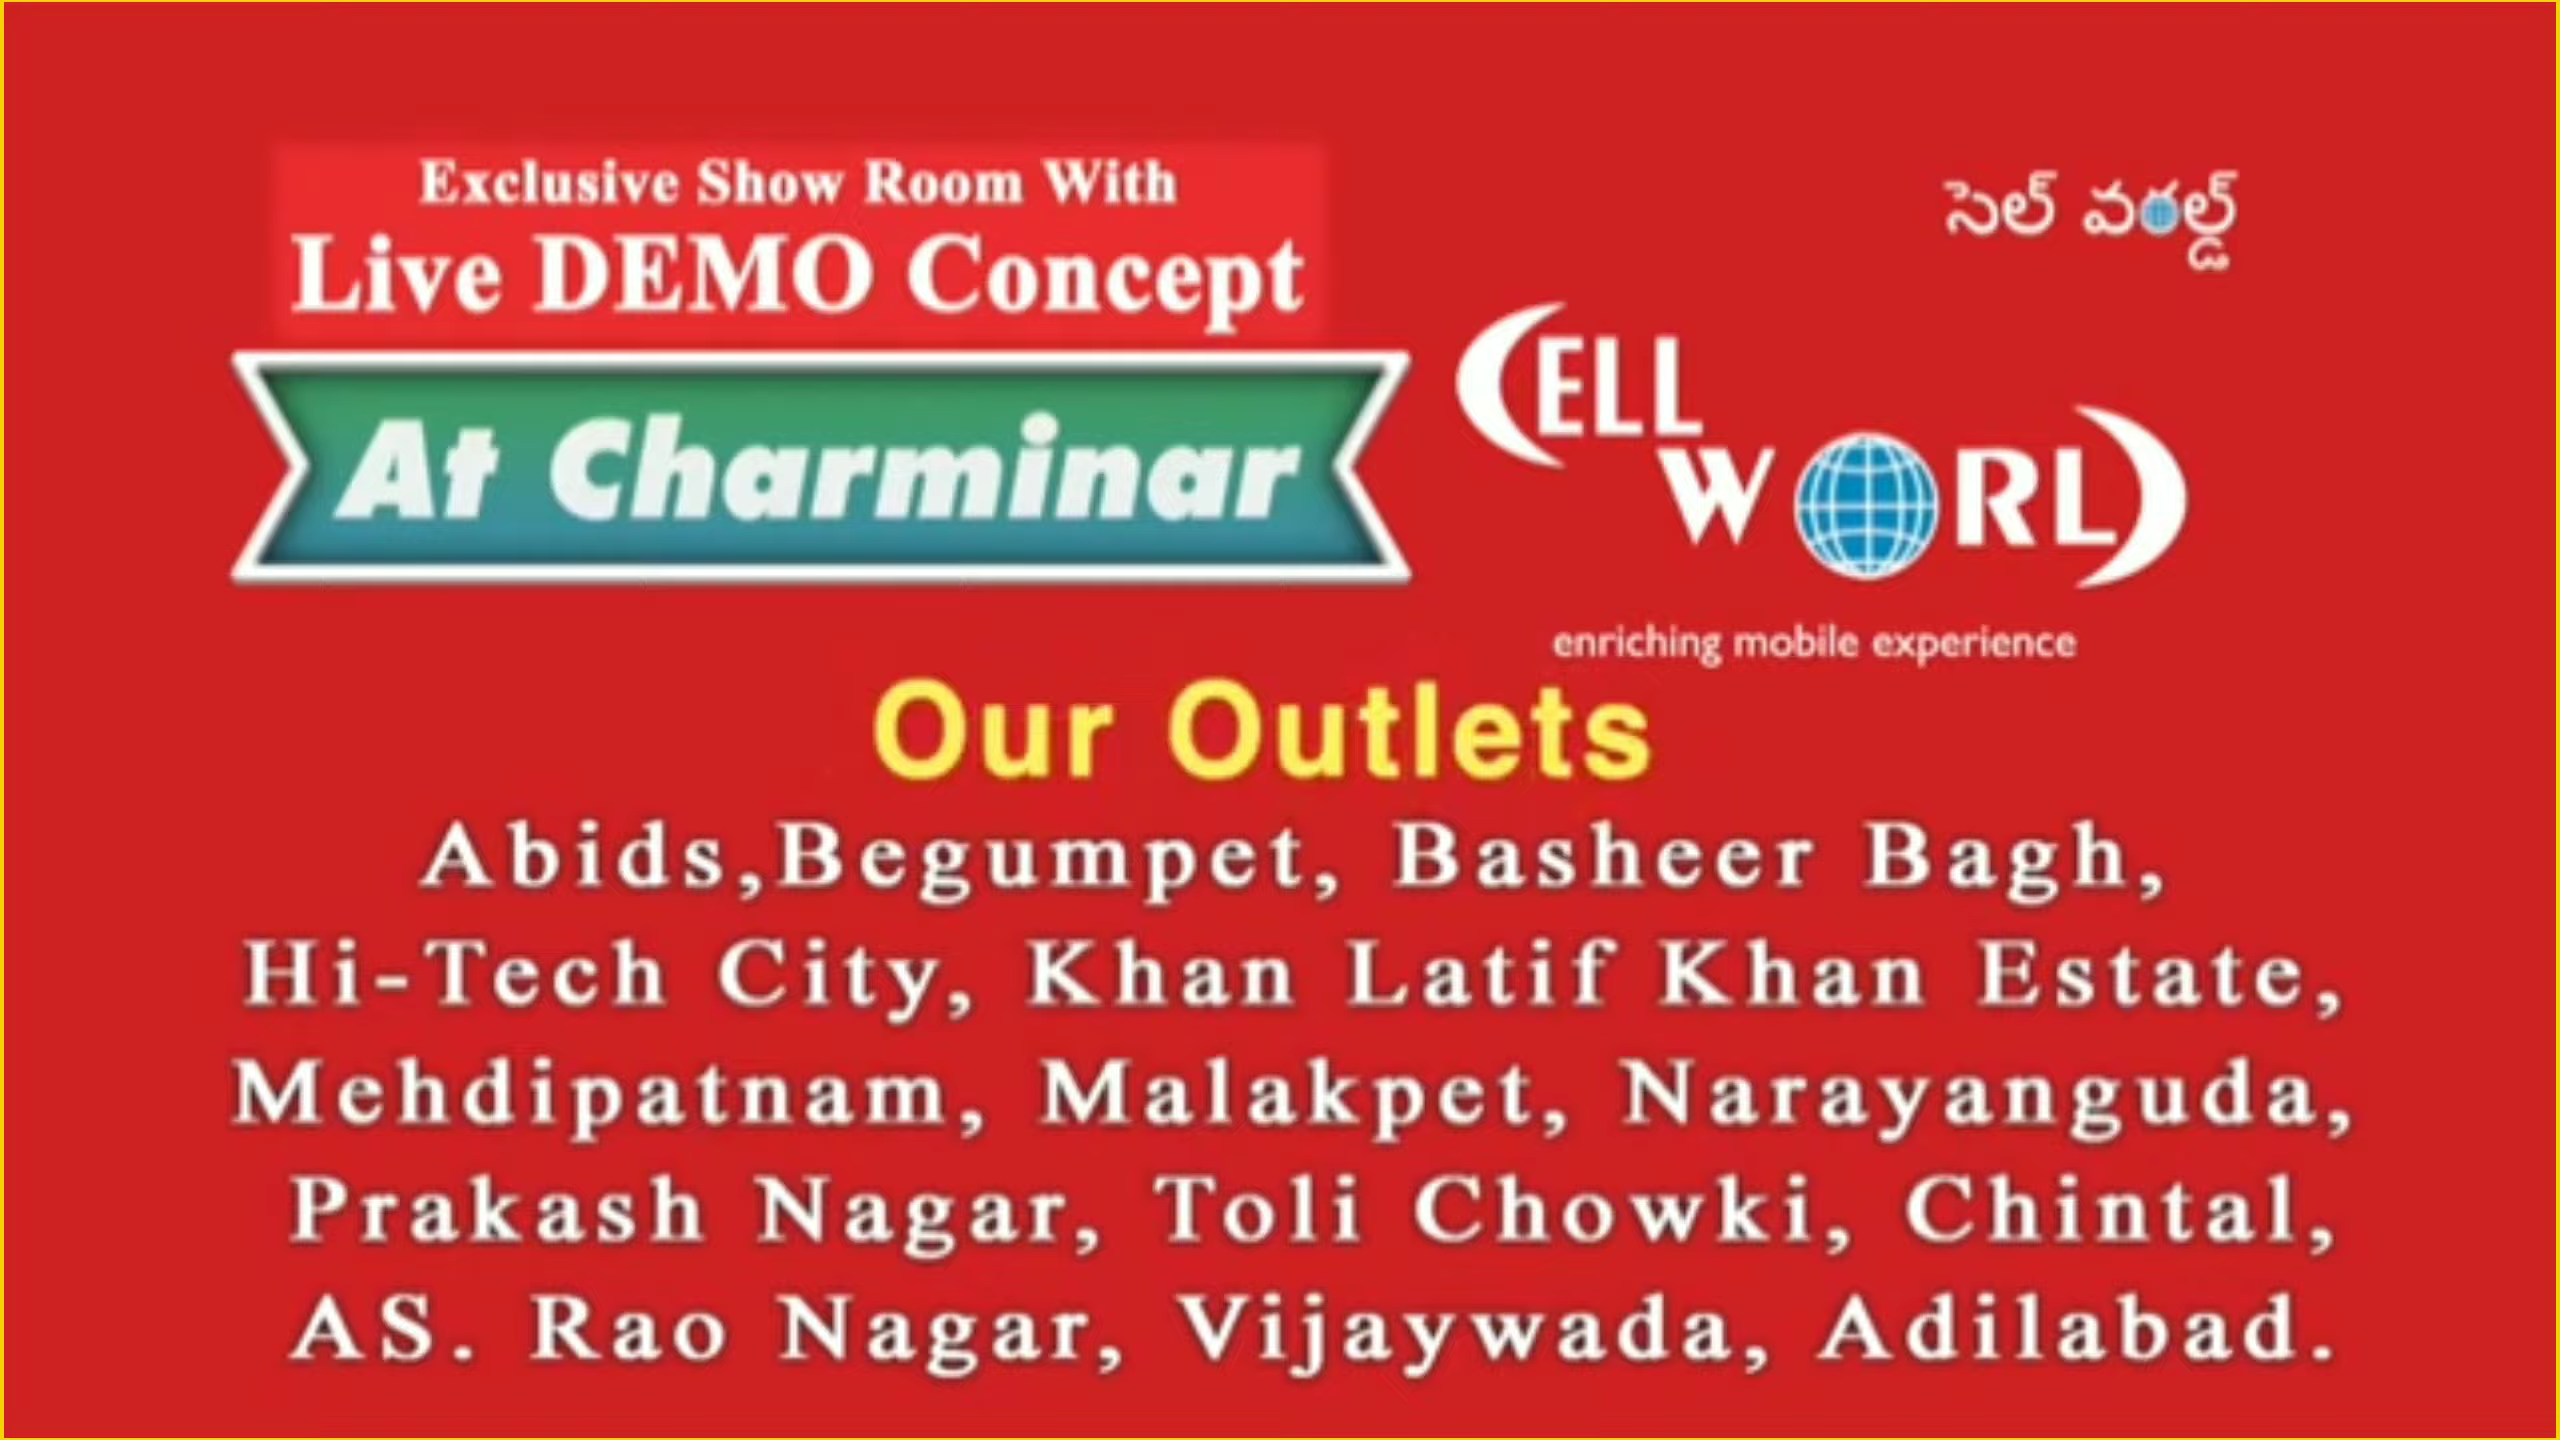 Exclusive Show Room With
Live DEMO Concept
At Charminar
సెల్ వరల్డ్
CELL
WORLD
enriching mobile experience
Our Outlets
Abids,Begumpet, Basheer Bagh,
Hi-Tech City, Khan Latif Khan Estate,
Mehdipatnam, Malakpet, Narayanguda,
Prakash Nagar, Toli Chowki, Chintal,
AS. Rao Nagar, Vijaywada, Adilabad.